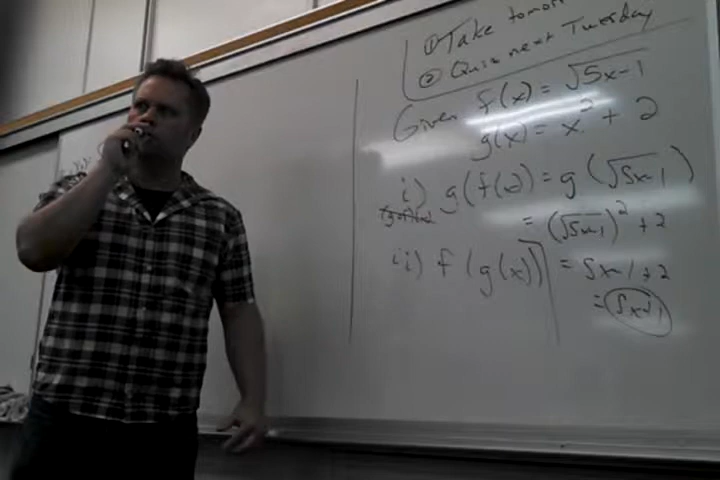 ① Take tomorr
② Quiz next Tuesday
Given f(x) = √5x-1
g(x) = x² + 2
i) g(f(x)) = g(√5x-1)
= (√5x-1)² + 2
ii) f(g(x)) = 5x-1+2
= 5x+1